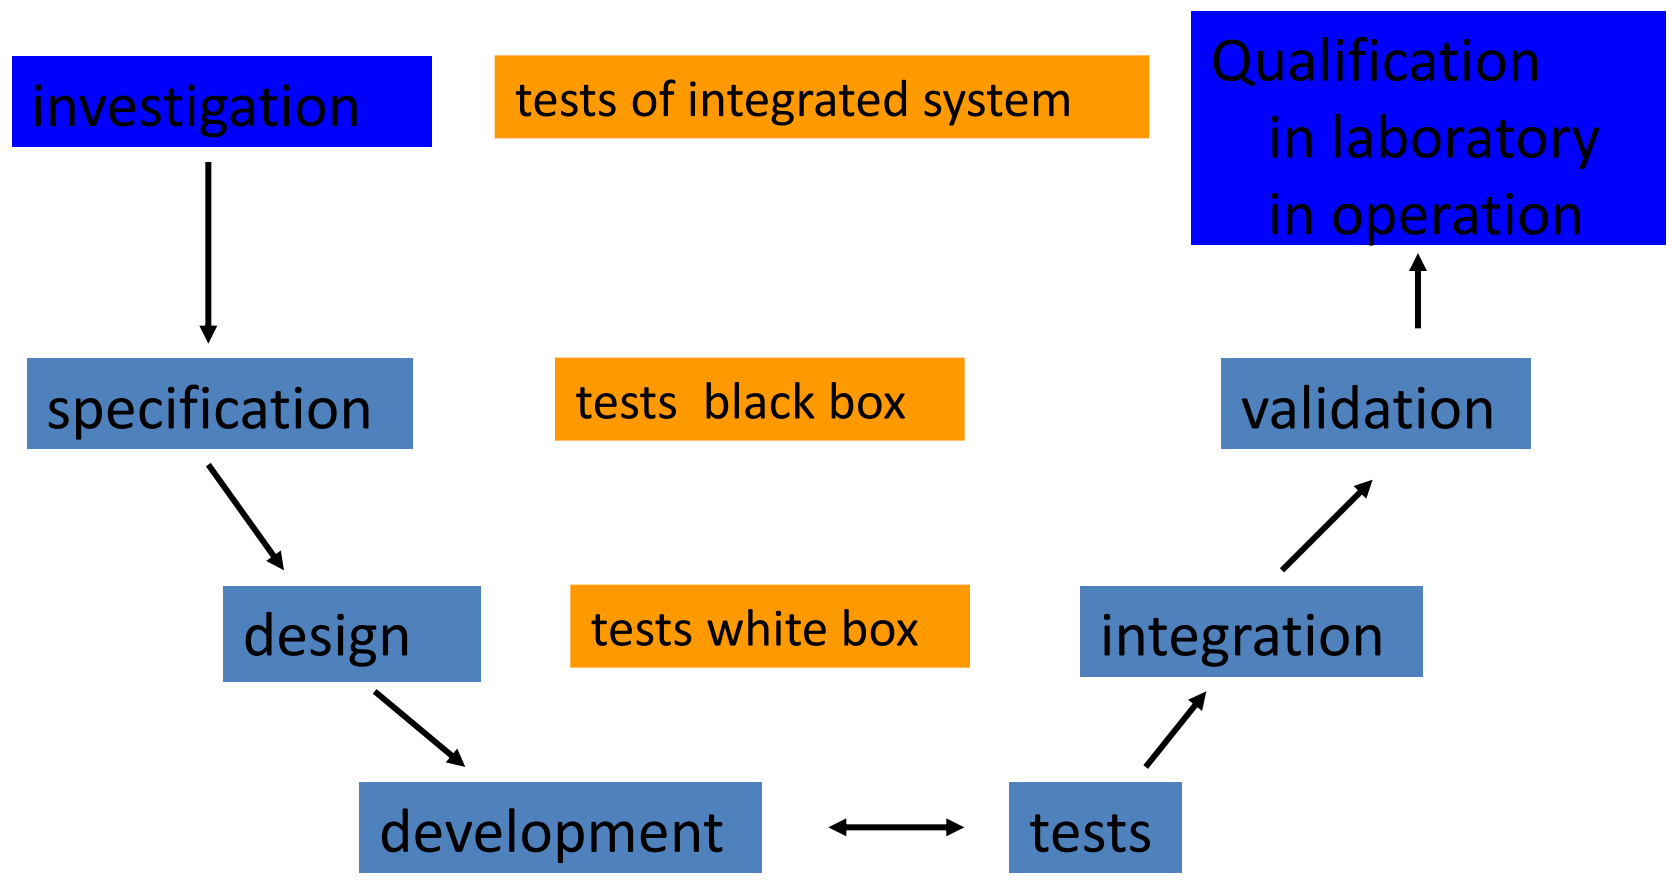 investigation
tests of integrated system
Qualification
in laboratory
in operation
specification
tests  black box
validation
design
tests white box
integration
development
tests